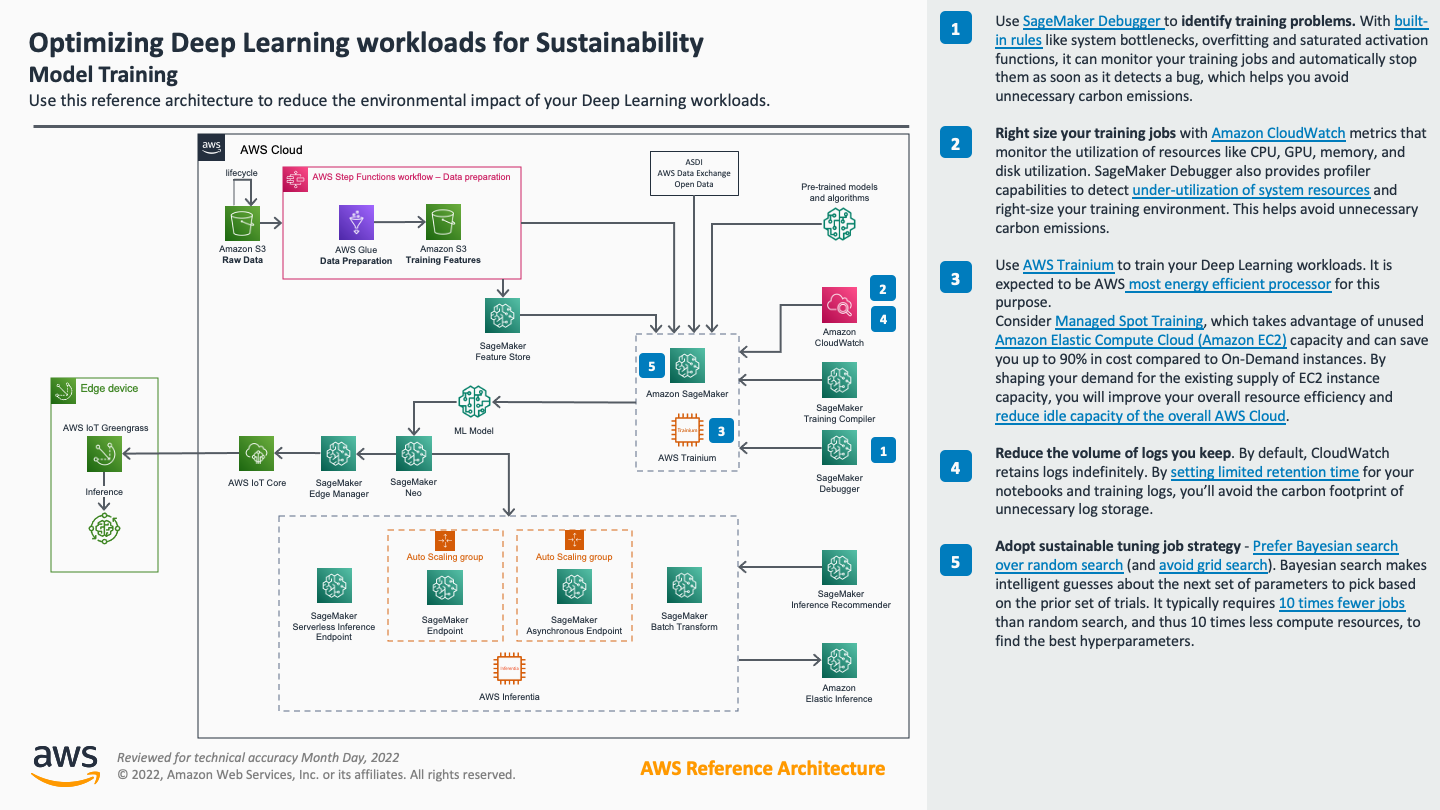 Optimizing Deep Learning workloads for Sustainability
Model Training
Use this reference architecture to reduce the environmental impact of your Deep Learning workloads.
aws
AWS Cloud
lifecycle
Amazon S3
Raw Data
AWS Step Functions workflow – Data preparation
AWS Glue
Data Preparation
Amazon S3
Training Features
ASDI
AWS Data Exchange
Open Data
Pre-trained models
and algorithms
SageMaker
Feature Store
2
4
Amazon
CloudWatch
5
Amazon SageMaker
Trainium
3
AWS Trainium
SageMaker
Training Compiler
1
SageMaker
Debugger
ML Model
Edge device
AWS IoT Greengrass
Inference
AWS IoT Core
SageMaker
Edge Manager
SageMaker
Neo
SageMaker
Serverless Inference
Endpoint
Auto Scaling group
SageMaker
Endpoint
Auto Scaling group
SageMaker
Asynchronous Endpoint
SageMaker
Batch Transform
Inferentia
AWS Inferentia
SageMaker
Inference Recommender
Amazon
Elastic Inference
aws
Reviewed for technical accuracy Month Day, 2022
© 2022, Amazon Web Services, Inc. or its affiliates. All rights reserved.
AWS Reference Architecture
1
Use SageMaker Debugger to identify training problems. With built-
in rules like system bottlenecks, overfitting and saturated activation
functions, it can monitor your training jobs and automatically stop
them as soon as it detects a bug, which helps you avoid
unnecessary carbon emissions.
2
Right size your training jobs with Amazon CloudWatch metrics that
monitor the utilization of resources like CPU, GPU, memory, and
disk utilization. SageMaker Debugger also provides profiler
capabilities to detect under-utilization of system resources and
right-size your training environment. This helps avoid unnecessary
carbon emissions.
3
Use AWS Trainium to train your Deep Learning workloads. It is
expected to be AWS most energy efficient processor for this
purpose.
Consider Managed Spot Training, which takes advantage of unused
Amazon Elastic Compute Cloud (Amazon EC2) capacity and can save
you up to 90% in cost compared to On-Demand instances. By
shaping your demand for the existing supply of EC2 instance
capacity, you will improve your overall resource efficiency and
reduce idle capacity of the overall AWS Cloud.
4
Reduce the volume of logs you keep. By default, CloudWatch
retains logs indefinitely. By setting limited retention time for your
notebooks and training logs, you’ll avoid the carbon footprint of
unnecessary log storage.
5
Adopt sustainable tuning job strategy - Prefer Bayesian search
over random search (and avoid grid search). Bayesian search makes
intelligent guesses about the next set of parameters to pick based
on the prior set of trials. It typically requires 10 times fewer jobs
than random search, and thus 10 times less compute resources, to
find the best hyperparameters.